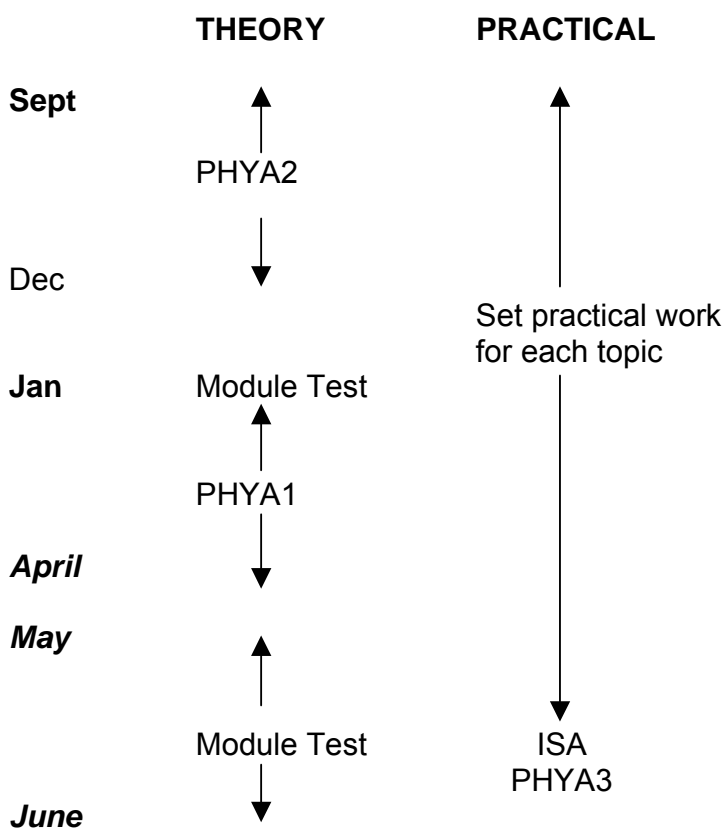 THEORY PRACTICAL
Sept
PHYA2
Dec
Set practical work
for each topic
Jan Module Test
PHYA1
April
May
Module Test ISA
PHYA3
June